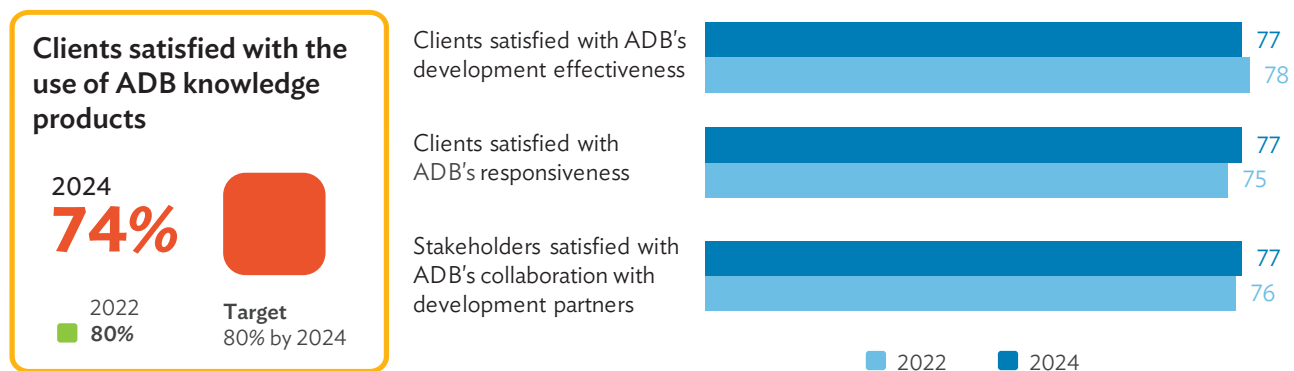 Clients satisfied with the
use of ADB knowledge
products
2024
74%
2022
80%
Target
80% by 2024
Clients satisfied with ADB's
development effectiveness
77
78
Clients satisfied with
ADB's responsiveness
77
75
Stakeholders satisfied with
ADB's collaboration with
development partners
77
76
2022
2024